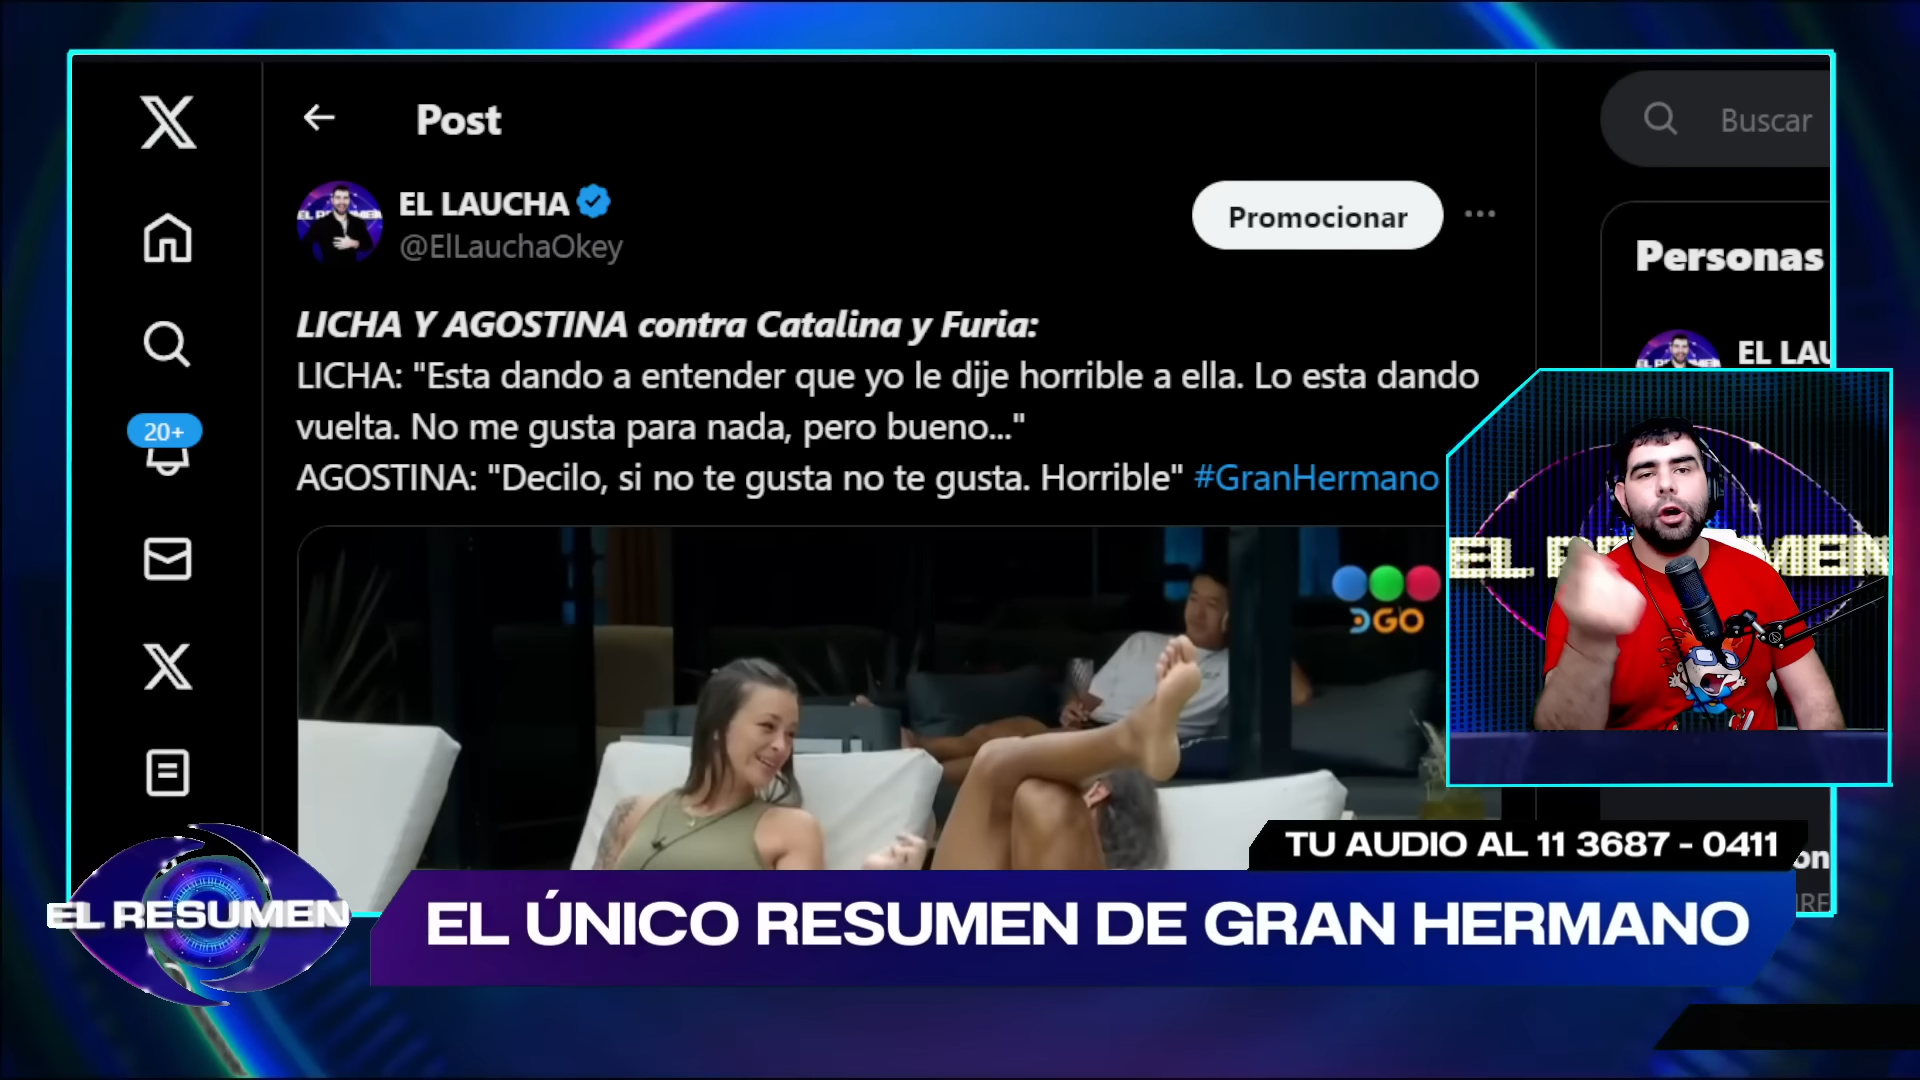 Post
Buscar
EL LAUCHA
@ElLauchaOkey
Promocionar
Personas
LICHA Y AGOSTINA contra Catalina y Furia:
LICHA: "Esta dando a entender que yo le dije horrible a ella. Lo esta dando
vuelta. No me gusta para nada, pero bueno..."
AGOSTINA: "Decilo, si no te gusta no te gusta. Horrible" #GranHermano
20+
EL LAU
DGO
TU AUDIO AL 11 3687 - 0411
EL RESUMEN
EL ÚNICO RESUMEN DE GRAN HERMANO